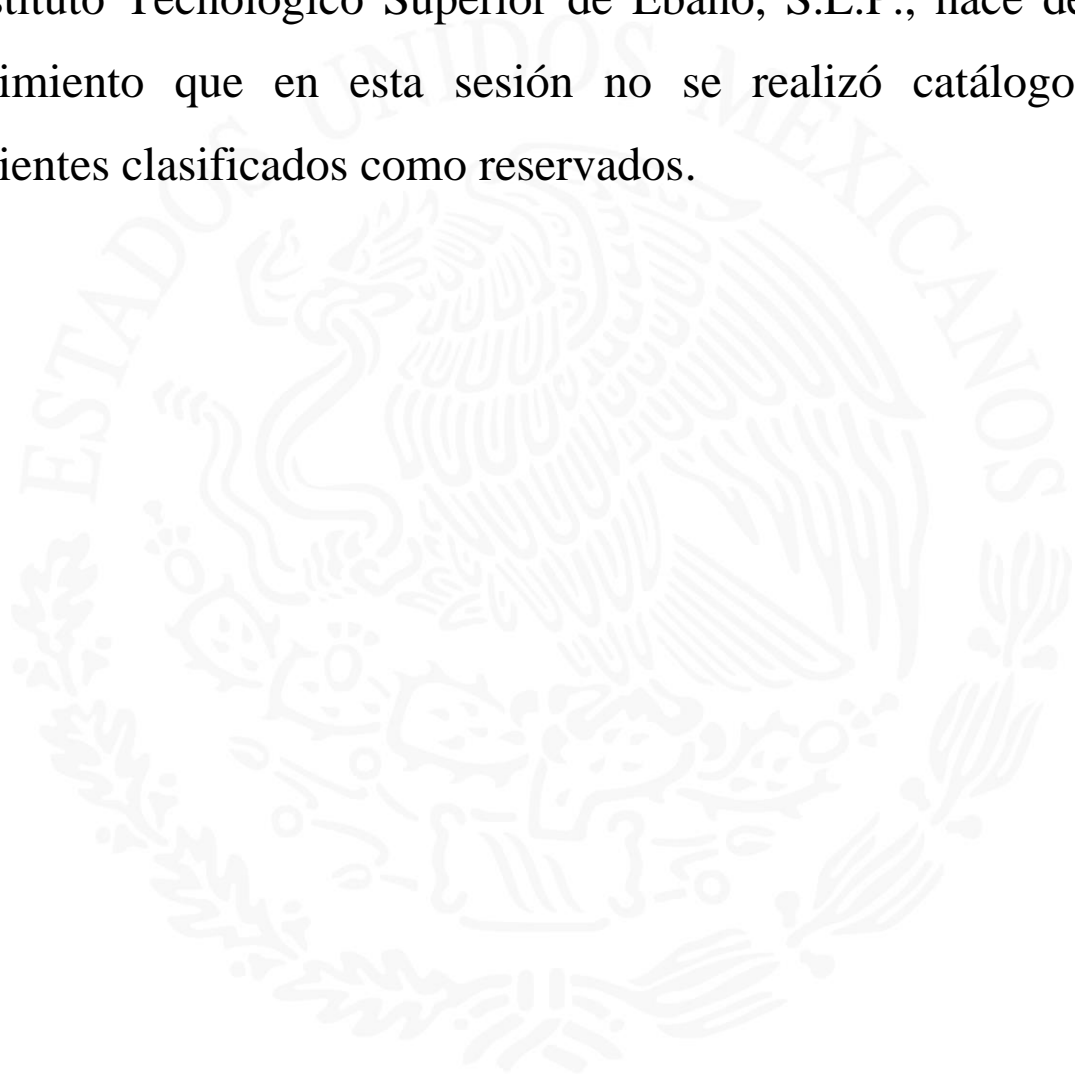 stituto Tecnológico Superior de Ébano, S.L.P., hace de
imiento que en esta sesión no se realizó catálogo
ientes clasificados como reservados.
ESTADOS UNIDOS MEXICANOS